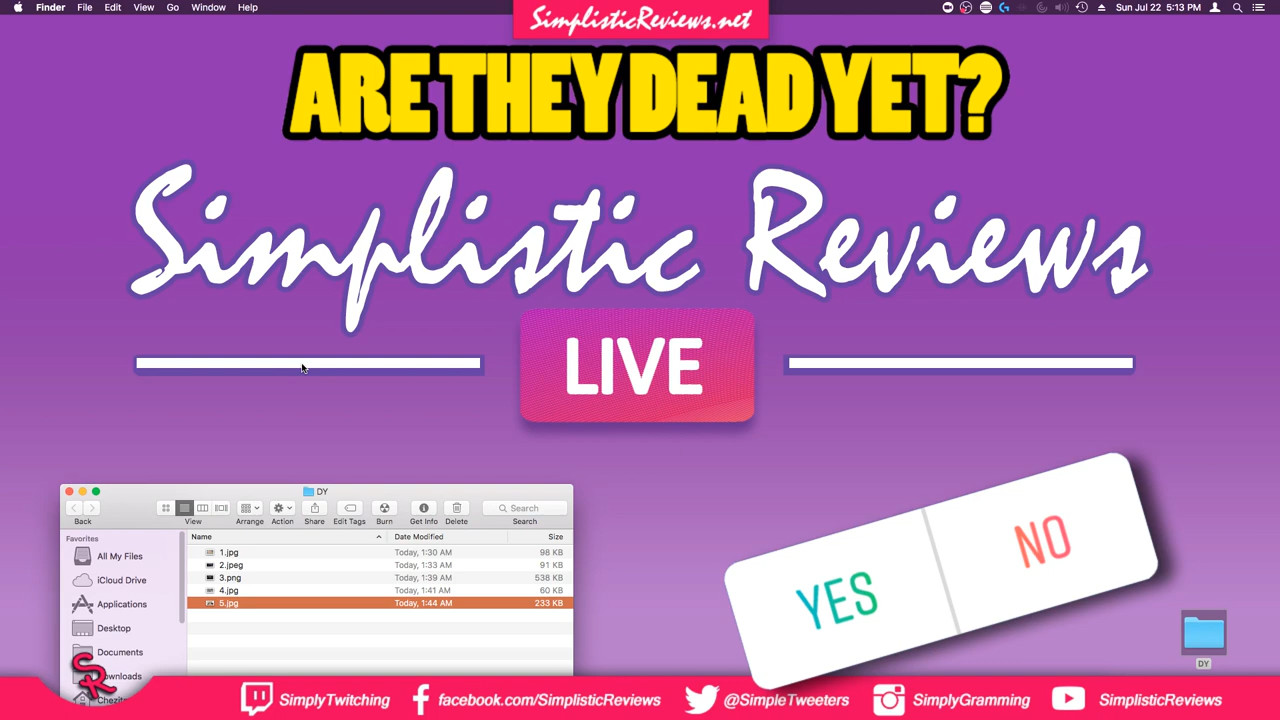 Finder File Edit View Go Window Help
Sun Jul 22 5:13 PM
SimplisticReviews.net
ARE THEY DEAD YET?
Simplistic Reviews
LIVE
DY
Back View Arrange Action Share Edit Tags Burn Get Info Delete Search
Search
Favorites
All My Files
iCloud Drive
Applications
Desktop
Documents
Name Date Modified Size
1.jpg Today, 1:30 AM 98 KB
2.jpeg Today, 1:33 AM 91 KB
3.png Today, 1:39 AM 538 KB
4.jpg Today, 1:41 AM 60 KB
5.jpg Today, 1:44 AM 233 KB
YES NO
DY
SR
SimplyTwitching facebook.com/SimplisticReviews @SimpleTweeters SimplyGramming SimplisticReviews